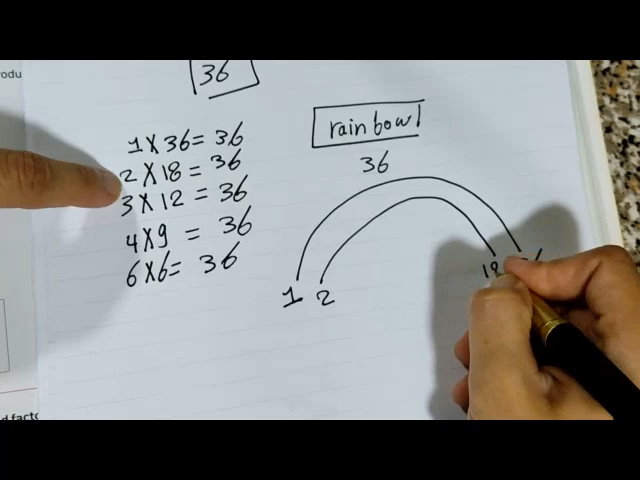 36
1 X 36 = 36
2 X 18 = 36
3 X 12 = 36
4 X 9 = 36
6 X 6 = 36
rainbowl
36
1 2 18